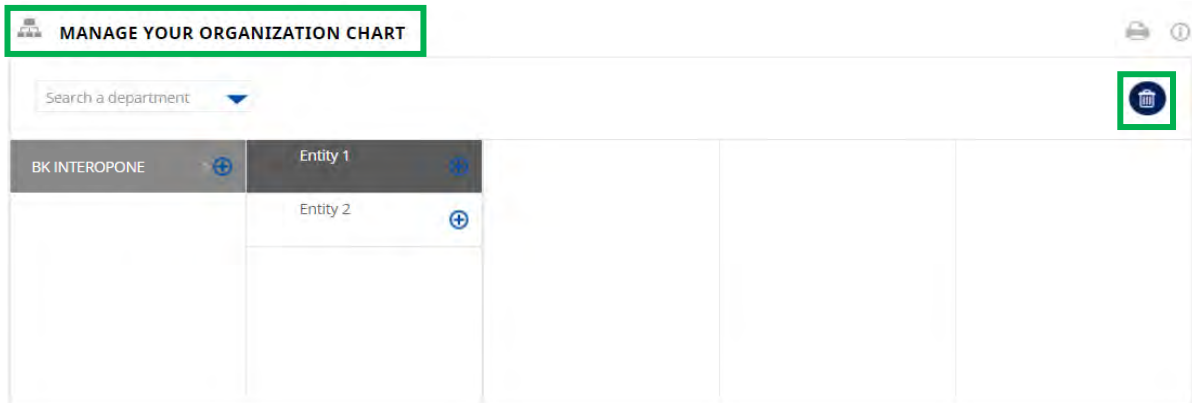 MANAGE YOUR ORGANIZATION CHART
Search a department
BK INTEROPONE
Entity 1
Entity 2